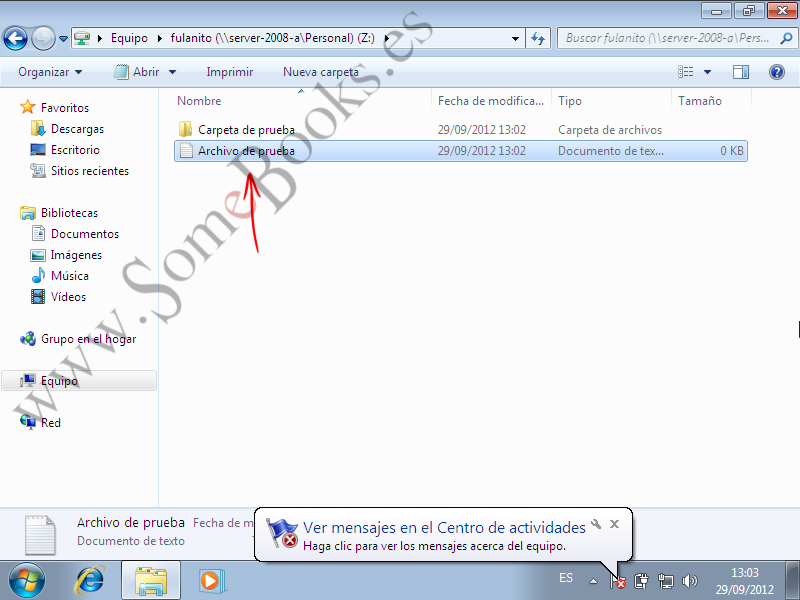 Equipo fulanito (\\server-2008-a\Personal) (Z:)
Buscar fulanito (\\server-2008-a\Pers...
Organizar Abrir Imprimir Nueva carpeta
Nombre Fecha de modifica... Tipo Tamaño
Favoritos
Descargas
Escritorio
Sitios recientes
Bibliotecas
Documentos
Imágenes
Música
Vídeos
Grupo en el hogar
Equipo
Red
Carpeta de prueba 29/09/2012 13:02 Carpeta de archivos
Archivo de prueba 29/09/2012 13:02 Documento de tex... 0 KB
www.SomeBooks.es
Archivo de prueba Fecha de m
Documento de texto
Ver mensajes en el Centro de actividades
Haga clic para ver los mensajes acerca del equipo.
ES
13:03
29/09/2012